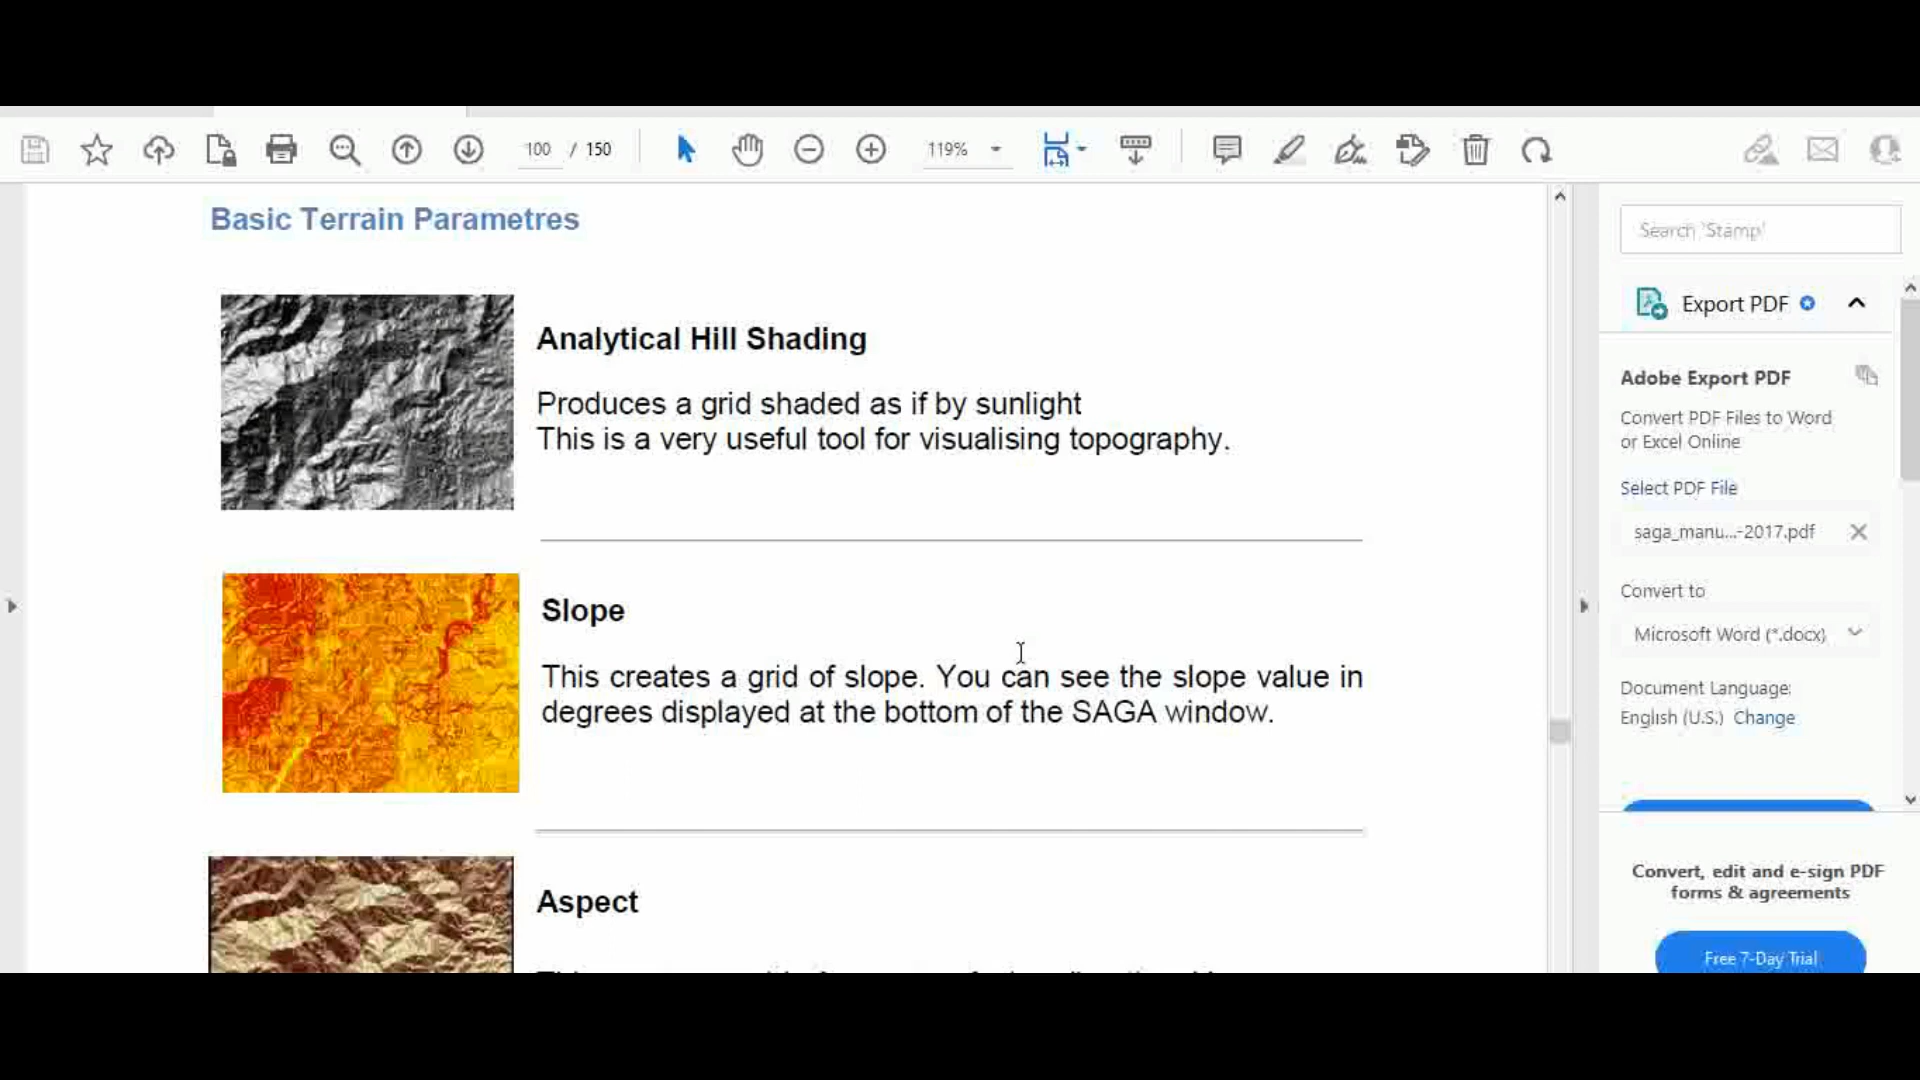 100 / 150
119%
Basic Terrain Parametres
Analytical Hill Shading
Produces a grid shaded as if by sunlight
This is a very useful tool for visualising topography.
Slope
This creates a grid of slope. You can see the slope value in
degrees displayed at the bottom of the SAGA window.
Aspect
Search 'Stamp'
Export PDF
Adobe Export PDF
Convert PDF Files to Word
or Excel Online
Select PDF File
saga_manu...-2017.pdf
Convert to
Microsoft Word (*.docx)
Document Language:
English (U.S.) Change
Convert, edit and e-sign PDF
forms & agreements
Free 7-Day Trial